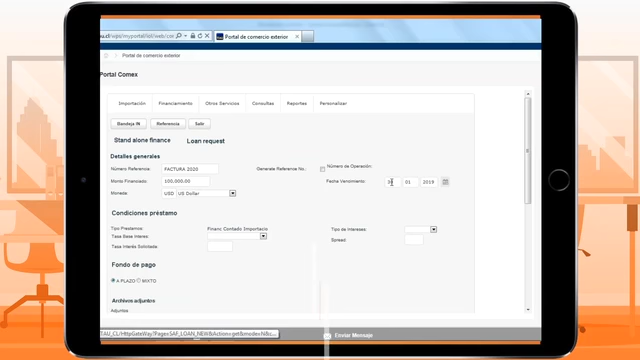 Portal de comercio exterior
Portal de comercio exterior
Portal Comex
Importación Financiamiento Otros Servicios Consultas Reportes Personalizar
Bandeja IN Referencia Salir
Stand alone finance Loan request
Detalles generales
Número Referencia: FACTURA 2020 Generate Reference No.: Número de Operación:
Monto Financiado: 100,000.00 Fecha Vencimiento: 01 2019
Moneda: USD US Dollar
Condiciones préstamo
Tipo Prestamos: Financ Contado Importacio Tipo de Intereses:
Tasa Base Interes: Spread:
Tasa Interés Solicitada:
Fondo de pago
A PLAZO MIXTO
Archivos adjuntos
Adjuntos
Enviar Mensaje